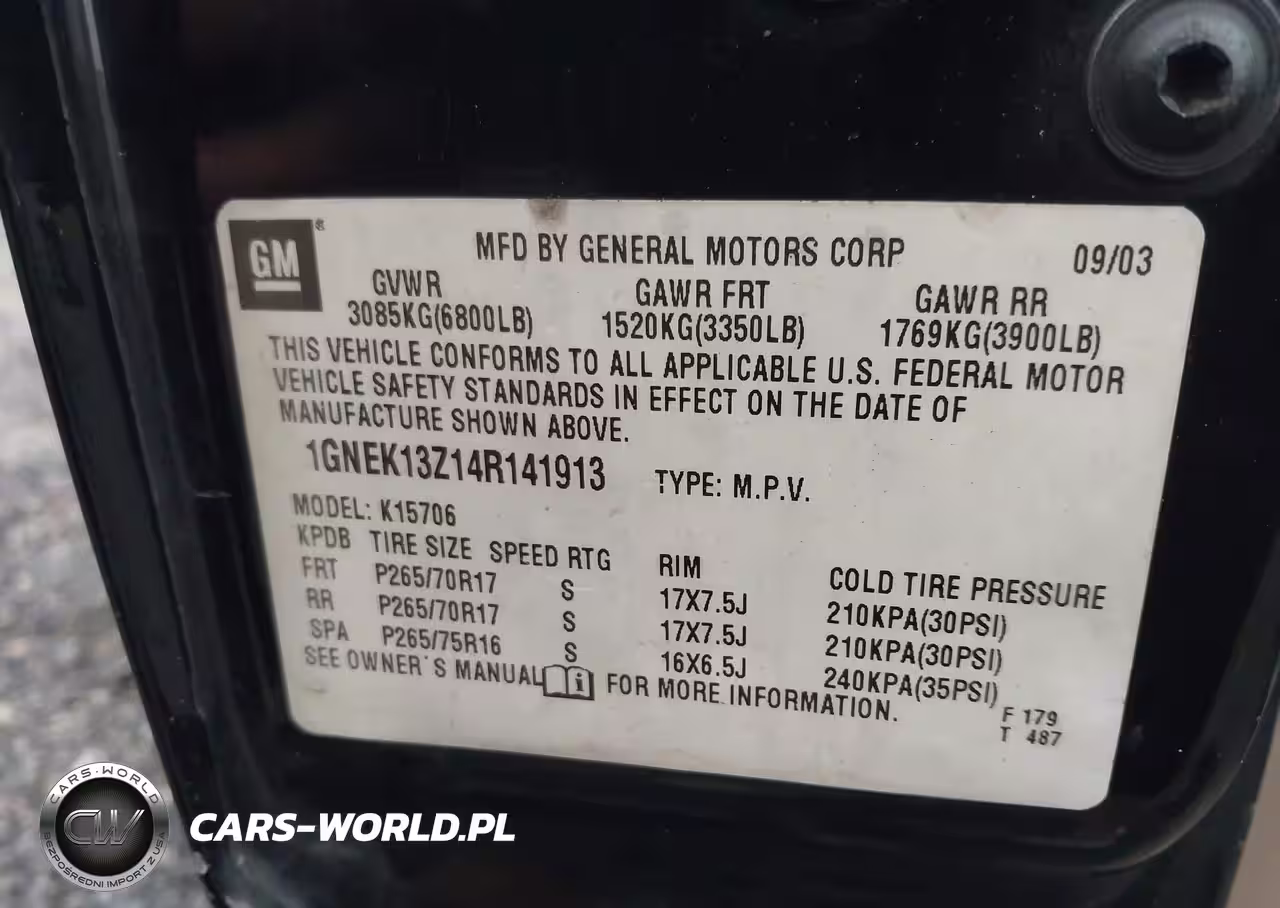 GM ®
MFD BY GENERAL MOTORS CORP 09/03
GVWR GAWR FRT GAWR RR
3085KG(6800LB) 1520KG(3350LB) 1769KG(3900LB)
THIS VEHICLE CONFORMS TO ALL APPLICABLE U.S. FEDERAL MOTOR
VEHICLE SAFETY STANDARDS IN EFFECT ON THE DATE OF
MANUFACTURE SHOWN ABOVE.
1GNEK13Z14R141913 TYPE: M.P.V.
MODEL: K15706
KPDB TIRE SIZE SPEED RTG RIM COLD TIRE PRESSURE
FRT P265/70R17 S 17X7.5J 210KPA(30PSI)
RR P265/70R17 S 17X7.5J 210KPA(30PSI)
SPA P265/75R16 S 16X6.5J 240KPA(35PSI)
SEE OWNER'S MANUAL i FOR MORE INFORMATION.
F 179
T 487
CARS-WORLD
CW
BEZPOŚREDNI IMPORT Z USA
CARS-WORLD.PL